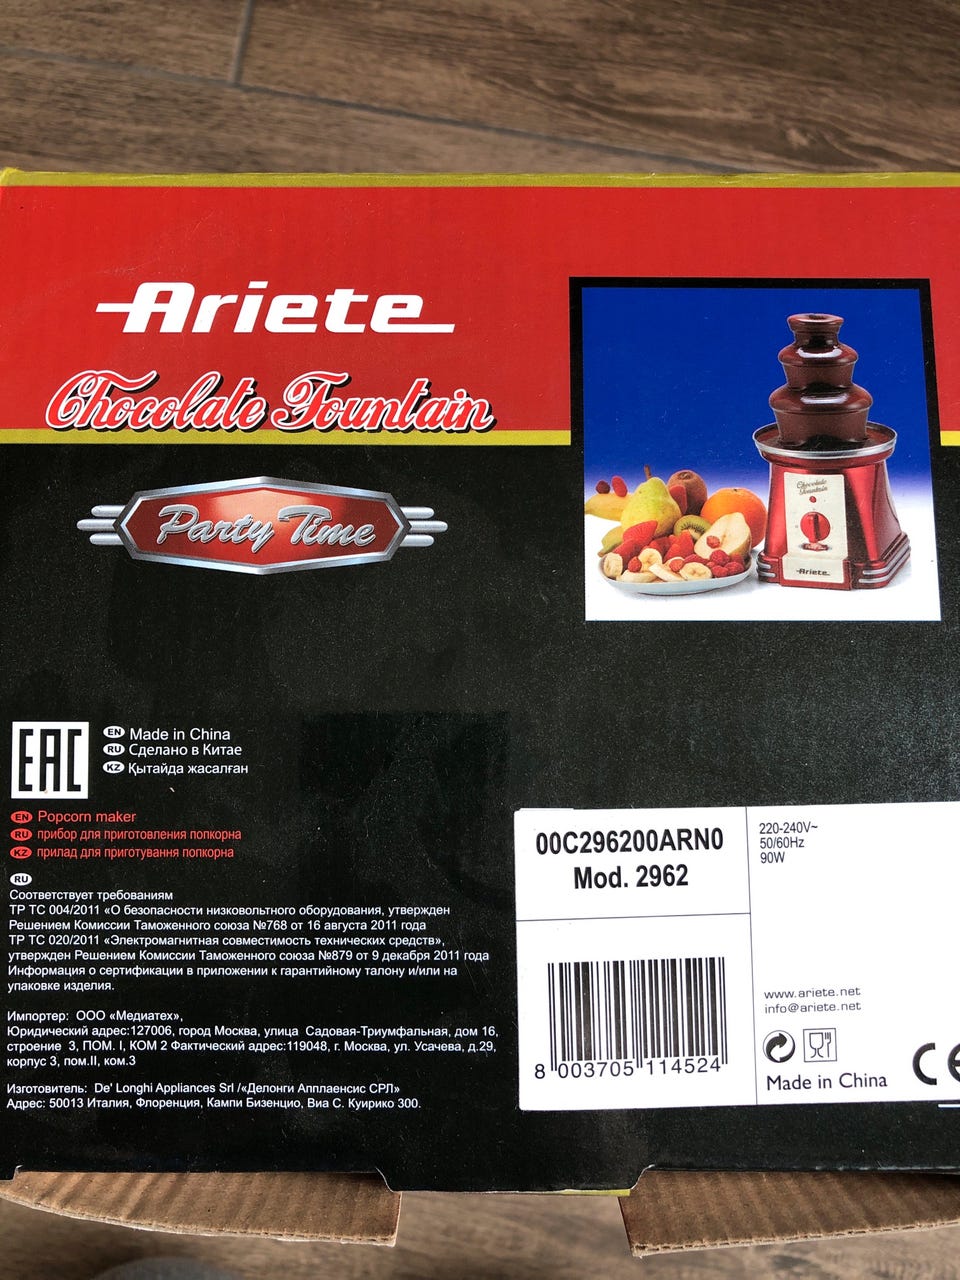 Ariete
Chocolate Fountain
Party Time
Chocolate
Fountain
Ariete
EAC
EN Made in China
RU Сделано в Китае
KZ Қытайда жасалған
EN Popcorn maker
RU прибор для приготовления попкорна
KZ прилад для приготування попкорна
RU
Соответствует требованиям
ТР ТС 004/2011 «О безопасности низковольтного оборудования, утвержден
Решением Комиссии Таможенного союза №768 от 16 августа 2011 года
ТР ТС 020/2011 «Электромагнитная совместимость технических средств»,
утвержден Решением Комиссии Таможенного союза №879 от 9 декабря 2011 года
Информация о сертификации в приложении к гарантийному талону и/или на
упаковке изделия.
Импортер: ООО «Медиатех»,
Юридический адрес:127006, город Москва, улица Садовая-Триумфальная, дом 16,
строение 3, ПОМ. I, КОМ 2 Фактический адрес:119048, г. Москва, ул. Усачева, д.29,
корпус 3, пом.II, ком.3
Изготовитель: De' Longhi Appliances Srl /«Делонги Апплаенсис СРЛ»
Адрес: 50013 Италия, Флоренция, Кампи Бизенцио, Виа С. Куирико 300.
00C296200ARN0
Mod. 2962
8 003705 114524
220-240V~
50/60Hz
90W
www.ariete.net
info@ariete.net
Made in China
CE